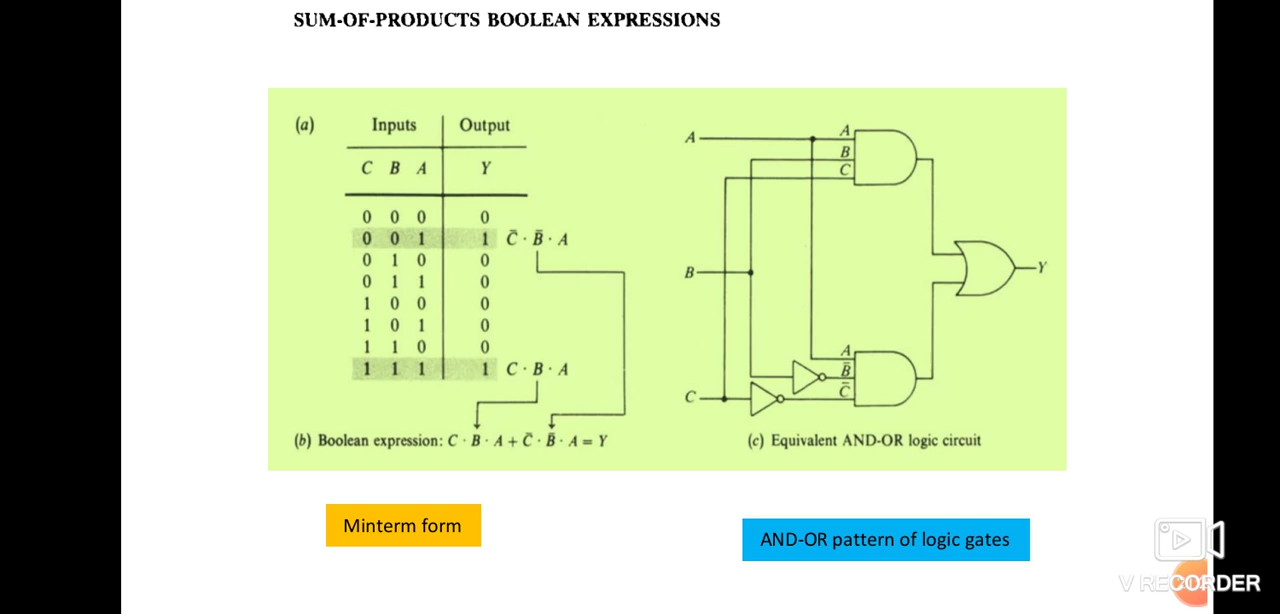 SUM-OF-PRODUCTS BOOLEAN EXPRESSIONS
(a) Inputs Output
C B A Y
0 0 0 0
0 0 1 1 C̄ · B̄ · A
0 1 0 0
0 1 1 0
1 0 0 0
1 0 1 0
1 1 0 0
1 1 1 1 C · B · A
(b) Boolean expression: C · B · A + C̄ · B̄ · A = Y
A
A
B
C
B
Y
A
B̄
C̄
C
(c) Equivalent AND-OR logic circuit
Minterm form
AND-OR pattern of logic gates
V RECORDER